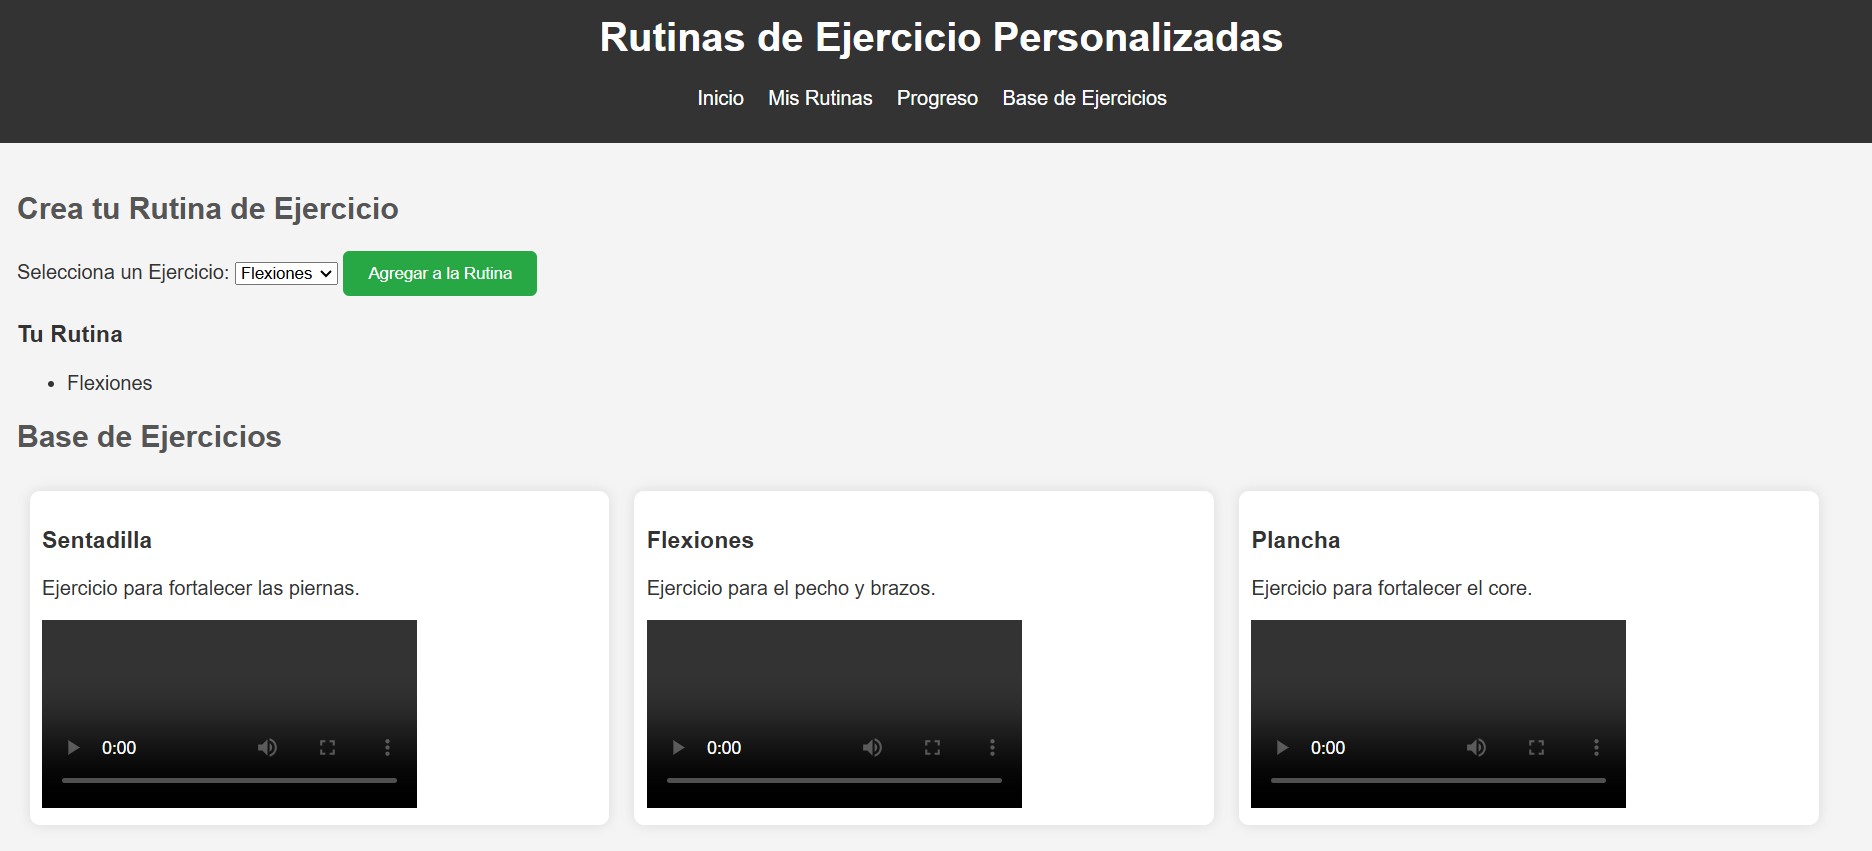 Rutinas de Ejercicio Personalizadas
Inicio Mis Rutinas Progreso Base de Ejercicios
Crea tu Rutina de Ejercicio
Selecciona un Ejercicio: Flexiones Agregar a la Rutina
Tu Rutina
• Flexiones
Base de Ejercicios
Sentadilla
Ejercicio para fortalecer las piernas.
0:00
Flexiones
Ejercicio para el pecho y brazos.
0:00
Plancha
Ejercicio para fortalecer el core.
0:00